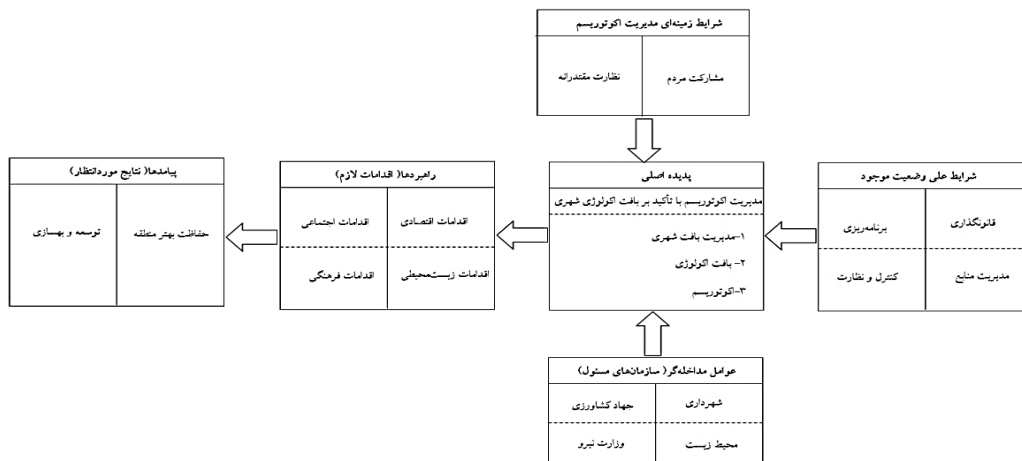 شرایط زمینه‌ای مدیریت اکوتوریسم
مشارکت مردم
نظارت مقتدرانه
شرایط علی وضعیت موجود
قانونگذاری
برنامه‌ریزی
مدیریت منابع
کنترل و نظارت
پدیده اصلی
مدیریت اکوتوریسم با تأکید بر بافت اکولوژی شهری
۱-مدیریت بافت شهری
۲- بافت اکولوژی
۳-اکوتوریسم
راهبردها( اقدامات لازم)
اقدامات اقتصادی
اقدامات اجتماعی
اقدامات زیست‌محیطی
اقدامات فرهنگی
پیامدها( نتایج موردانتظار)
حفاظت بهتر منطقه
توسعه و بهسازی
عوامل مداخله‌گر( سازمان‌های مسئول)
شهرداری
جهاد کشاورزی
محیط زیست
وزارت نیرو